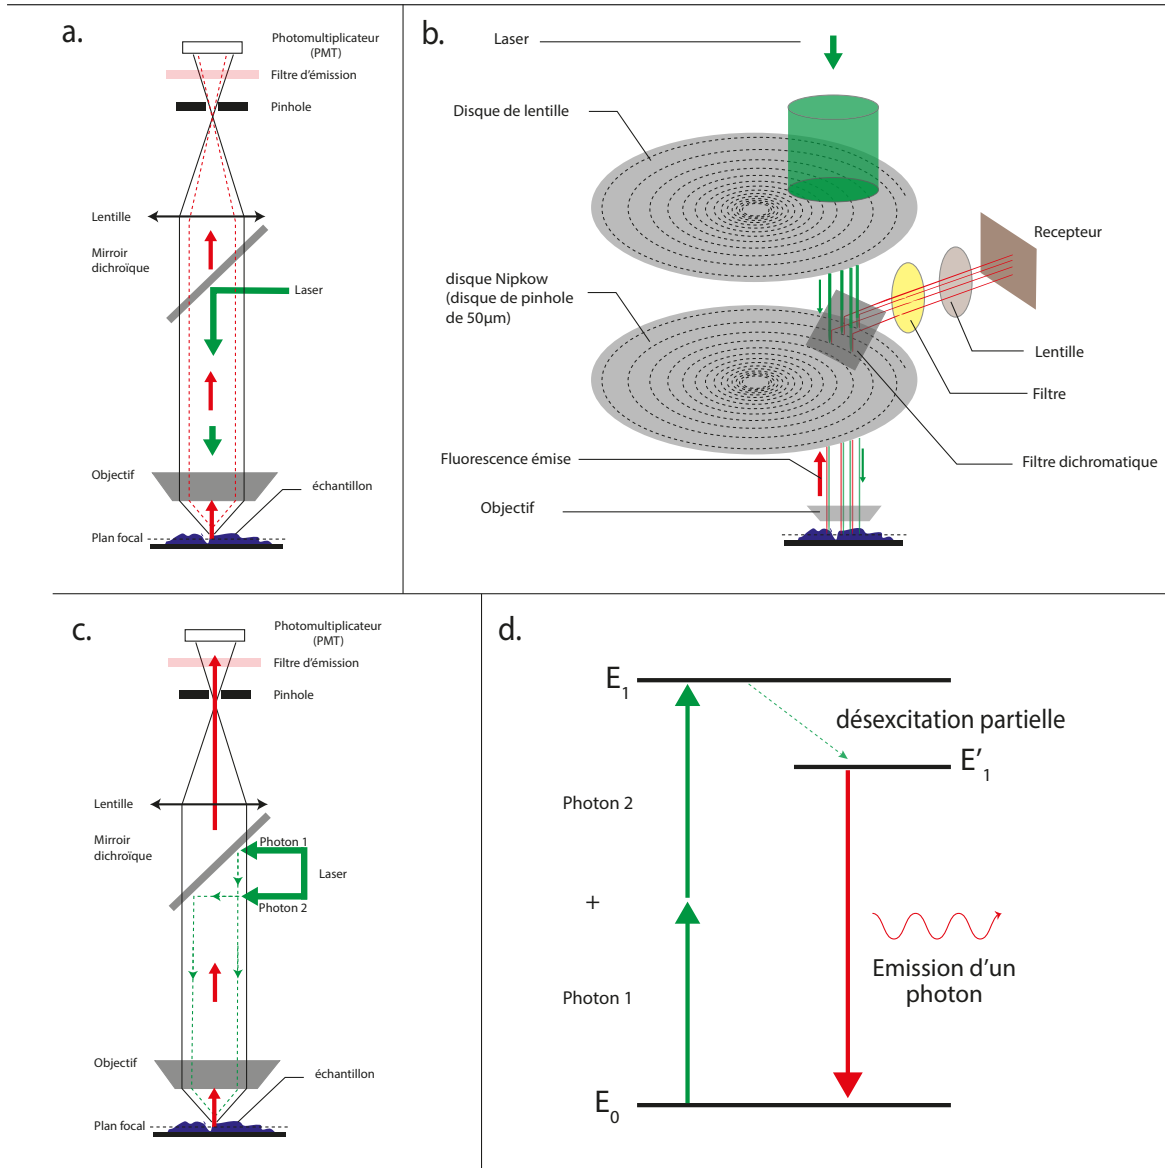 a.
Photomultiplicateur
(PMT)
Filtre d'émission
Pinhole
Lentille
Mirroir
dichroïque
Laser
Objectif
échantillon
Plan focal
b.
Laser
Disque de lentille
Recepteur
disque Nipkow
(disque de pinhole
de 50µm)
Lentille
Filtre
Fluorescence émise
Filtre dichromatique
Objectif
c.
Photomultiplicateur
(PMT)
Filtre d'émission
Pinhole
Lentille
Mirroir
dichroïque
Photon 1
Laser
Photon 2
Objectif
échantillon
Plan focal
d.
E1
désexcitation partielle
E'1
Photon 2
+
Photon 1
Emission d'un
photon
E0